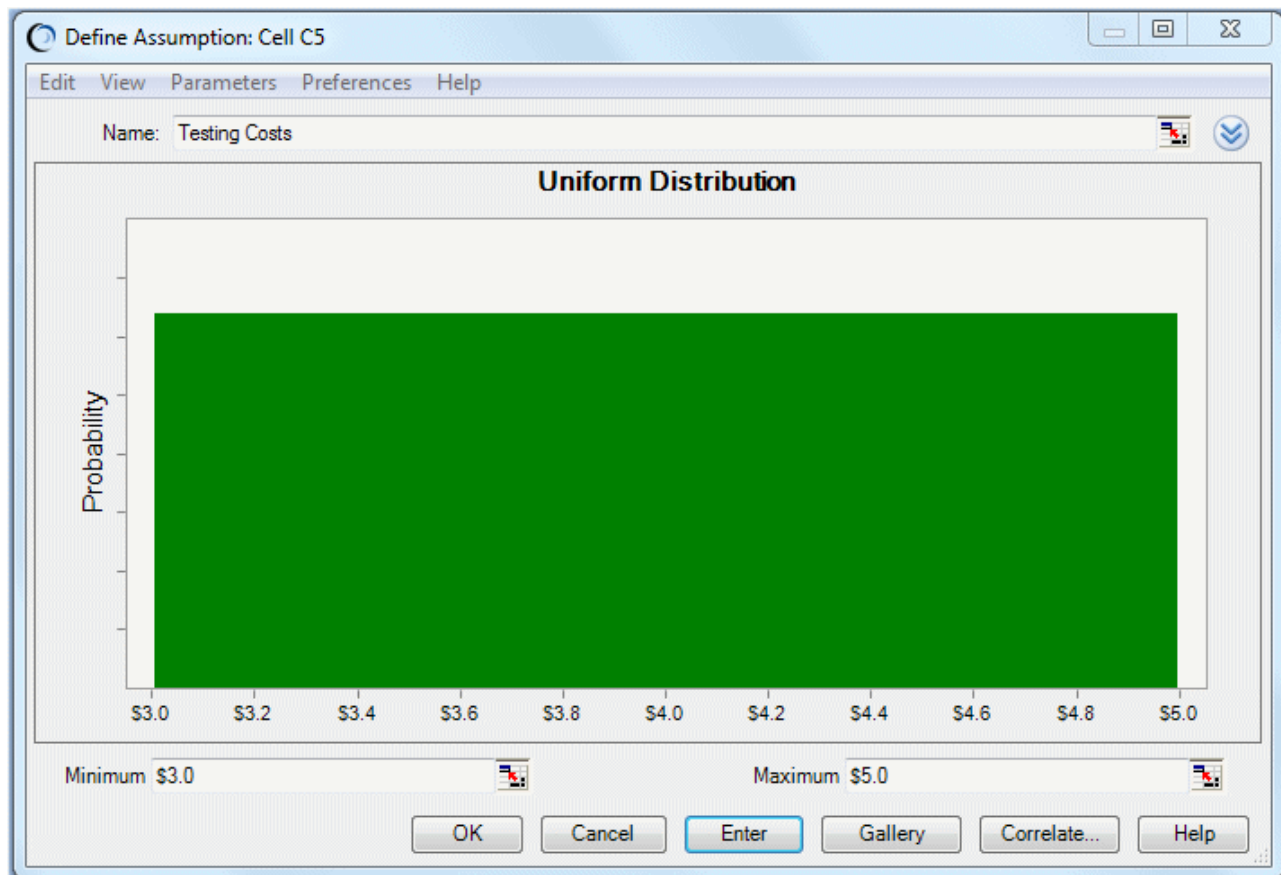 Define Assumption: Cell C5
Edit View Parameters Preferences Help
Name: Testing Costs
Uniform Distribution
Probability
$3.0 $3.2 $3.4 $3.6 $3.8 $4.0 $4.2 $4.4 $4.6 $4.8 $5.0
Minimum $3.0 Maximum $5.0
OK Cancel Enter Gallery Correlate... Help